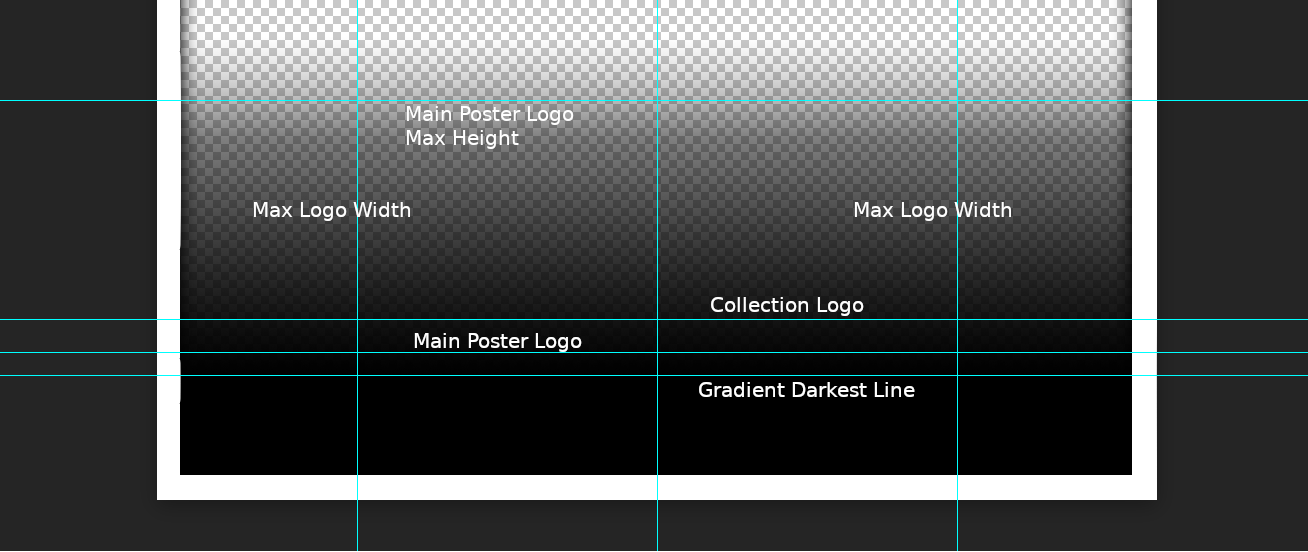 Main Poster Logo
Max Height
Max Logo Width
Max Logo Width
Collection Logo
Main Poster Logo
Gradient Darkest Line